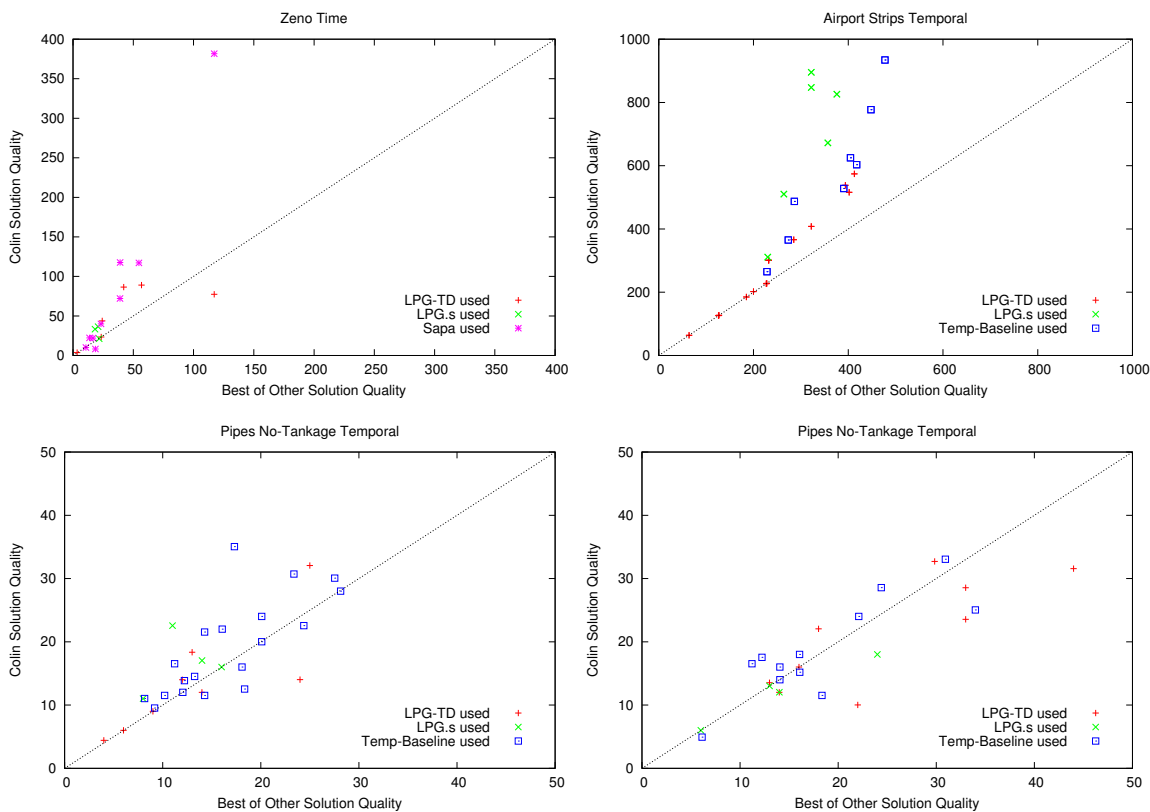 Zeno Time
400
350
300
250
200
150
100
50
0
0 50 100 150 200 250 300 350 400
Colin Solution Quality
Best of Other Solution Quality
LPG-TD used
LPG.s used
Sapa used
Airport Strips Temporal
1000
800
600
400
200
0
0 200 400 600 800 1000
Colin Solution Quality
Best of Other Solution Quality
LPG-TD used
LPG.s used
Temp-Baseline used
Pipes No-Tankage Temporal
50
40
30
20
10
0
0 10 20 30 40 50
Colin Solution Quality
Best of Other Solution Quality
LPG-TD used
LPG.s used
Temp-Baseline used
Pipes No-Tankage Temporal
50
40
30
20
10
0
0 10 20 30 40 50
Colin Solution Quality
Best of Other Solution Quality
LPG-TD used
LPG.s used
Temp-Baseline used